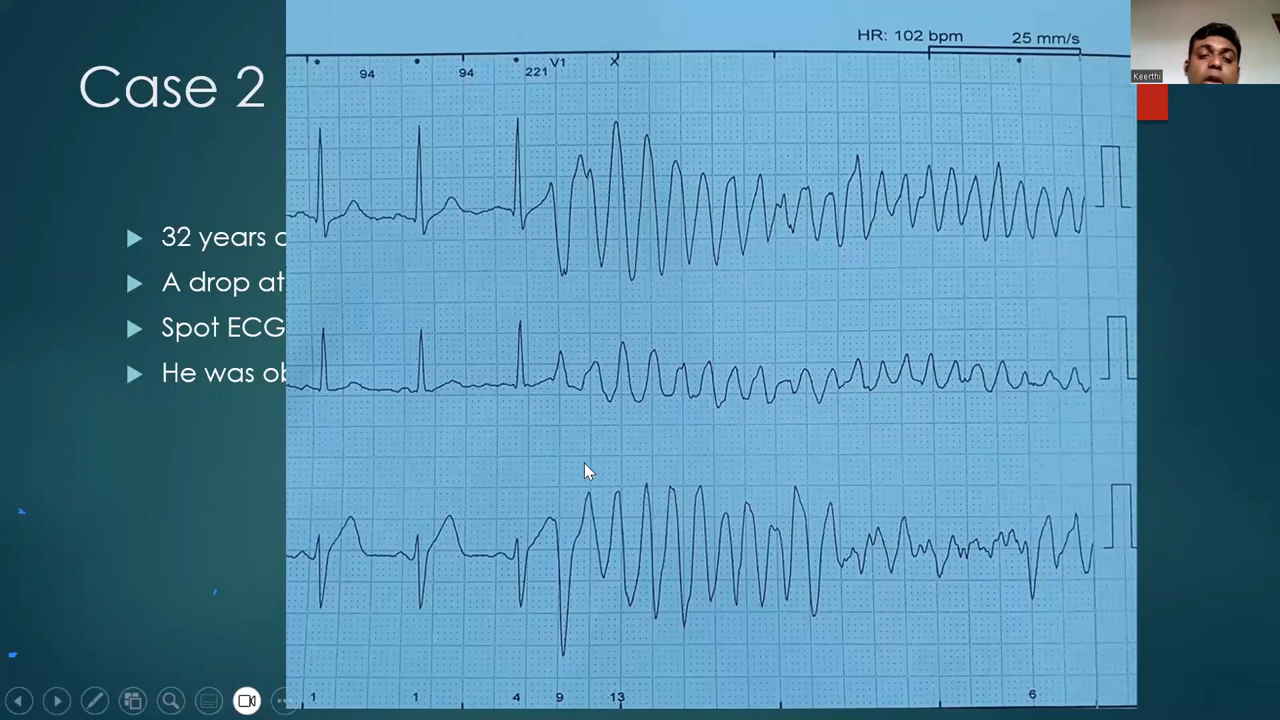 HR: 102 bpm
25 mm/s
94
94
221
V1
X
Keerthi
Case 2
32 years
A drop at
Spot ECG
He was
1
1
4
9
13
6